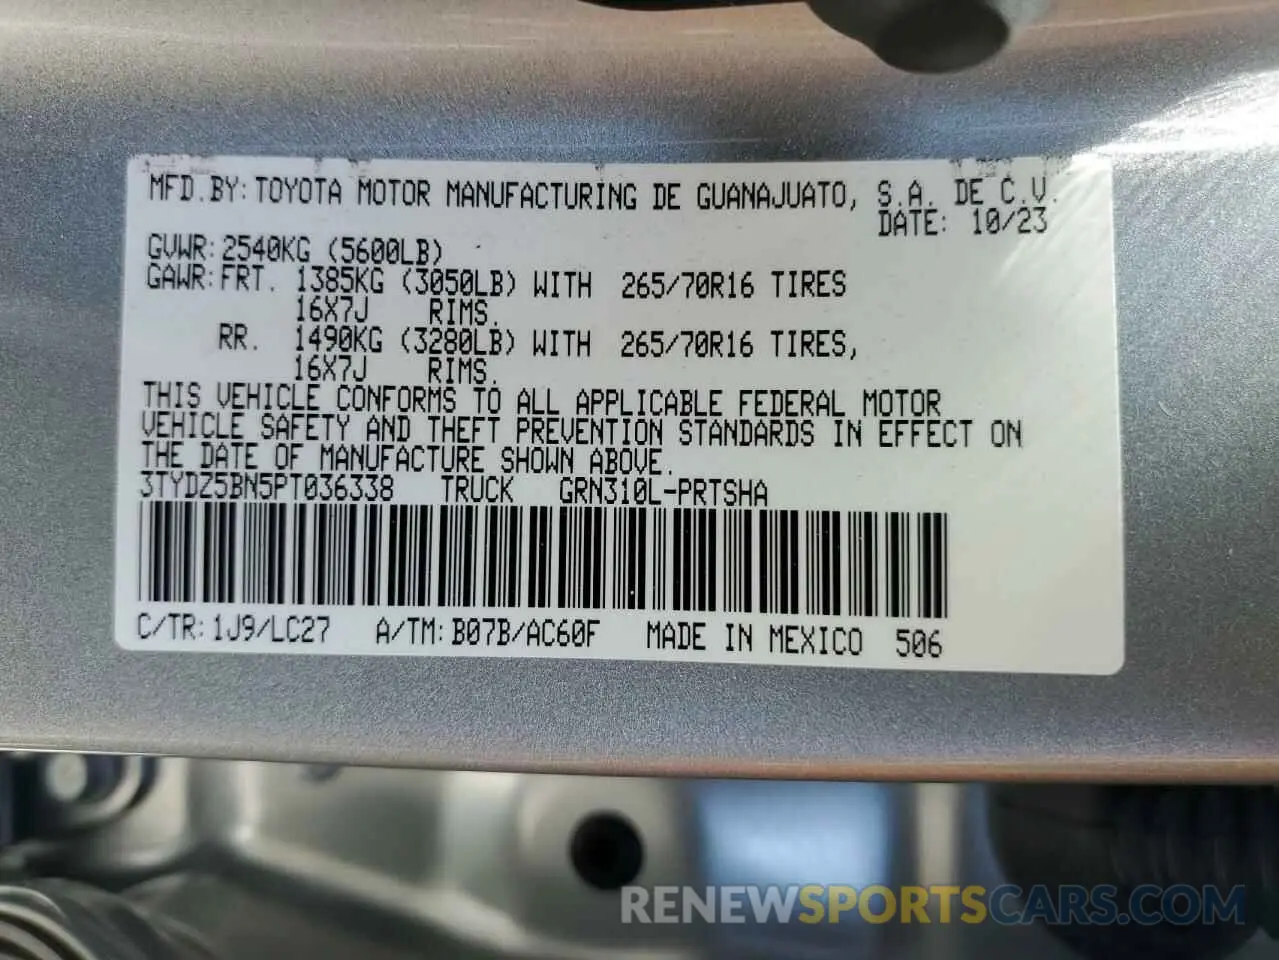 MFD.BY:TOYOTA MOTOR MANUFACTURING DE GUANAJUATO, S.A. DE C.V.
DATE: 10/23
GVWR:2540KG (5600LB)
GAWR:FRT. 1385KG (3050LB) WITH 265/70R16 TIRES
16X7J RIMS.
RR. 1490KG (3280LB) WITH 265/70R16 TIRES,
16X7J RIMS.
THIS VEHICLE CONFORMS TO ALL APPLICABLE FEDERAL MOTOR
VEHICLE SAFETY AND THEFT PREVENTION STANDARDS IN EFFECT ON
THE DATE OF MANUFACTURE SHOWN ABOVE.
3TYDZ5BN5PT036338 TRUCK GRN310L-PRTSHA
C/TR:1J9/LC27 A/TM:B07B/AC60F MADE IN MEXICO 506
RENEWSPORTSCARS.COM